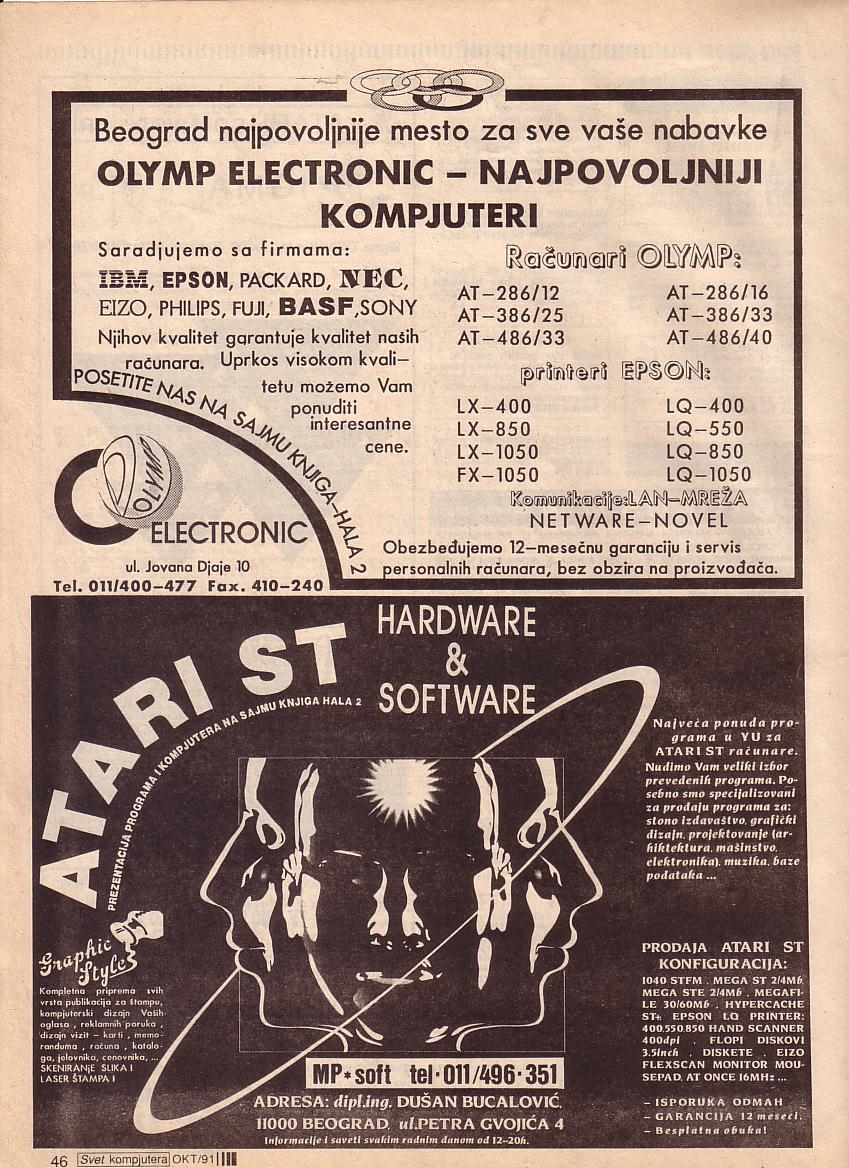 Beograd najpovoljnije mesto za sve vaše nabavke
OLYMP ELECTRONIC – NAJPOVOLJNIJI
KOMPJUTERI
Saradjujemo sa firmama:
IBM, EPSON, PACKARD, NEC,
EIZO, PHILIPS, FUJI, BASF, SONY
Njihov kvalitet garantuje kvalitet naših
računara. Uprkos visokom kvali–
tetu možemo Vam
ponuditi
interesantne
cene.
POSETITE NAS NA SAJMU KNJIGA–HALA 2
OLYMP
ELECTRONIC
ul. Jovana Djaje 10
Tel. 011/400–477 Fax. 410–240
Računari OLYMP:
AT–286/12 AT–286/16
AT–386/25 AT–386/33
AT–486/33 AT–486/40
printeri EPSON:
LX–400 LQ–400
LX–850 LQ–550
LX–1050 LQ–850
FX–1050 LQ–1050
Komunikacije:LAN–MREŽA
NETWARE–NOVEL
Obezbeđujemo 12–mesečnu garanciju i servis
personalnih računara, bez obzira na proizvođača.
ATARI ST
HARDWARE
&
SOFTWARE
PREZENTACIJA PROGRAMA I KOMPJUTERA NA SAJMU KNJIGA HALA 2
Najveća ponuda pro-
grama u YU za
ATARI ST računare.
Nudimo Vam veliki izbor
prevedenih programa. Po-
sebno smo specijalizovani
za prodaju programa za:
stono izdavaštvo, grafički
dizajn, projektovanje (ar-
hiktektura, mašinstvo,
elektronika), muzika, baze
podataka ...
Graphic
Style
Kompletna priprema svih
vrsta publikacija za štampu,
kompjuterski dizajn Vaših
oglasa , reklamnih poruka ,
dizajn vizit – karti , memo-
randuma , računa , katalo-
ga, jelovnika, cenovnika, ...
SKENIRANJE SLIKA I
LASER ŠTAMPA I
PRODAJA ATARI ST
KONFIGURACIJA:
1040 STFM , MEGA ST 2/4Mb,
MEGA STE 2/4Mb , MEGAFI-
LE 30/60Mb , HYPERCACHE
ST+, EPSON LQ PRINTER:
400,550,850 HAND SCANNER
400dpi , FLOPI DISKOVI
3.5inch , DISKETE , EIZO
FLEXSCAN MONITOR MOU-
SEPAD, AT ONCE 16MHz ...
– ISPORUKA ODMAH
– GARANCIJA 12 meseci.
– Besplatna obuka!
MP*soft tel·011/496·351
ADRESA: dipl.ing. DUŠAN BUCALOVIĆ,
11000 BEOGRAD, ul.PETRA GVOJIĆA 4
Informacije i saveti svakim radnim danom od 12–20h.
46 Svet kompjutera OKT/91